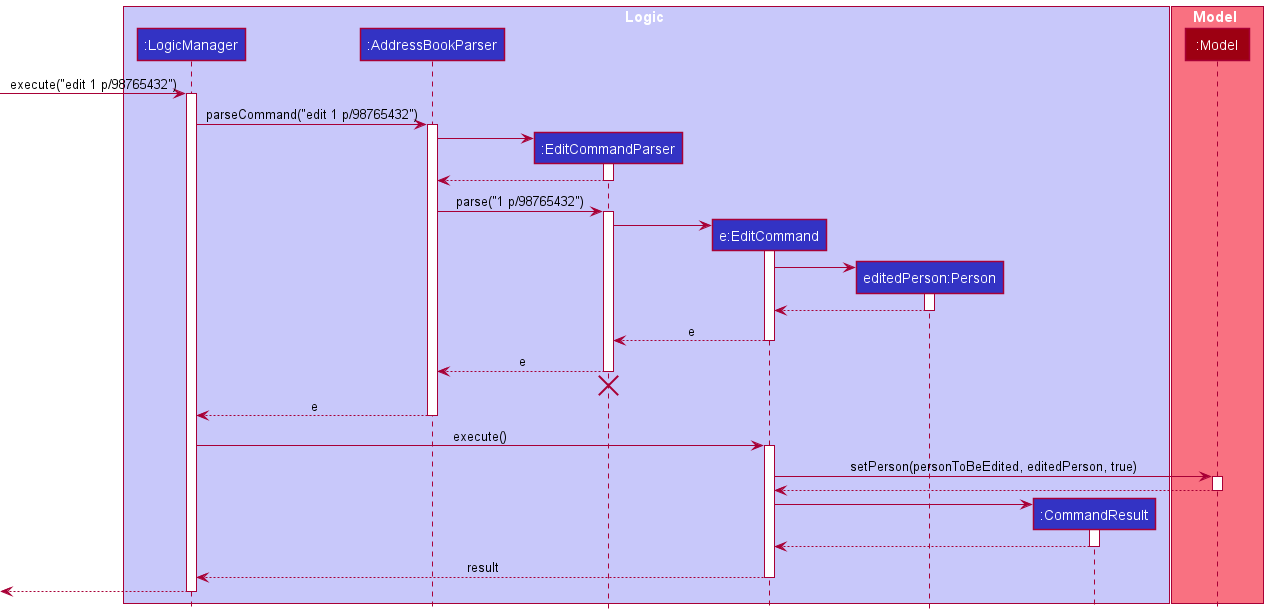 Logic
Model
:LogicManager
:AddressBookParser
:Model
execute("edit 1 p/98765432")
parseCommand("edit 1 p/98765432")
:EditCommandParser
parse("1 p/98765432")
e:EditCommand
editedPerson:Person
e
e
e
execute()
setPerson(personToBeEdited, editedPerson, true)
:CommandResult
result